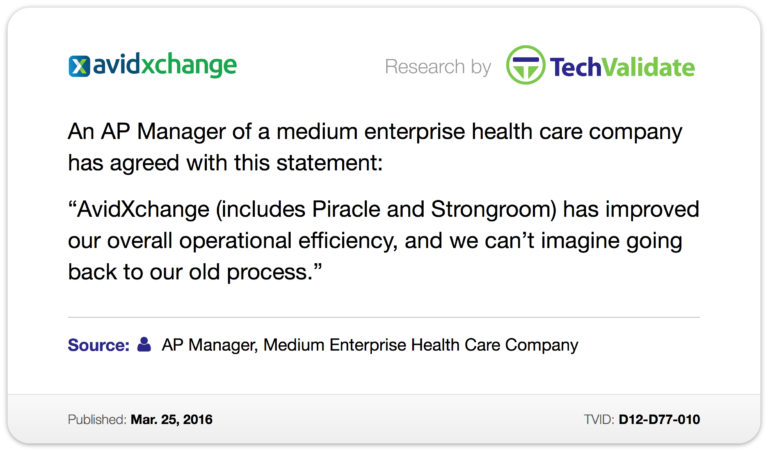 avidxchange
Research by TechValidate
An AP Manager of a medium enterprise health care company
has agreed with this statement:
“AvidXchange (includes Piracle and Strongroom) has improved
our overall operational efficiency, and we can’t imagine going
back to our old process.”
Source: AP Manager, Medium Enterprise Health Care Company
Published: Mar. 25, 2016
TVID: D12-D77-010